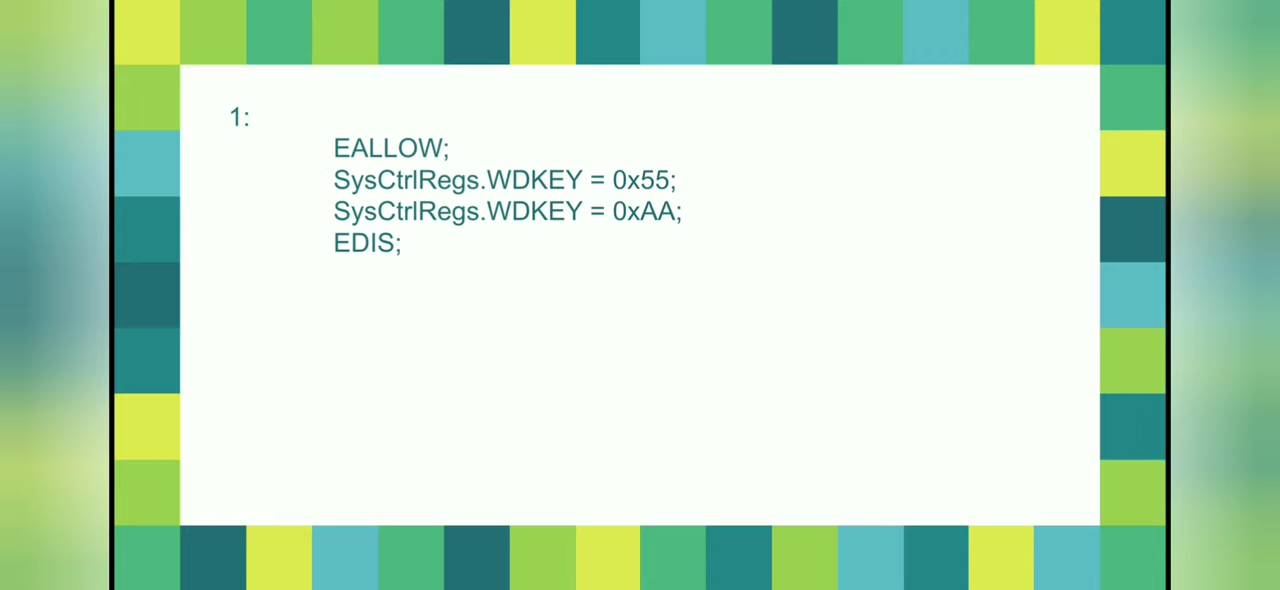 1:
EALLOW;
SysCtrlRegs.WDKEY = 0x55;
SysCtrlRegs.WDKEY = 0xAA;
EDIS;